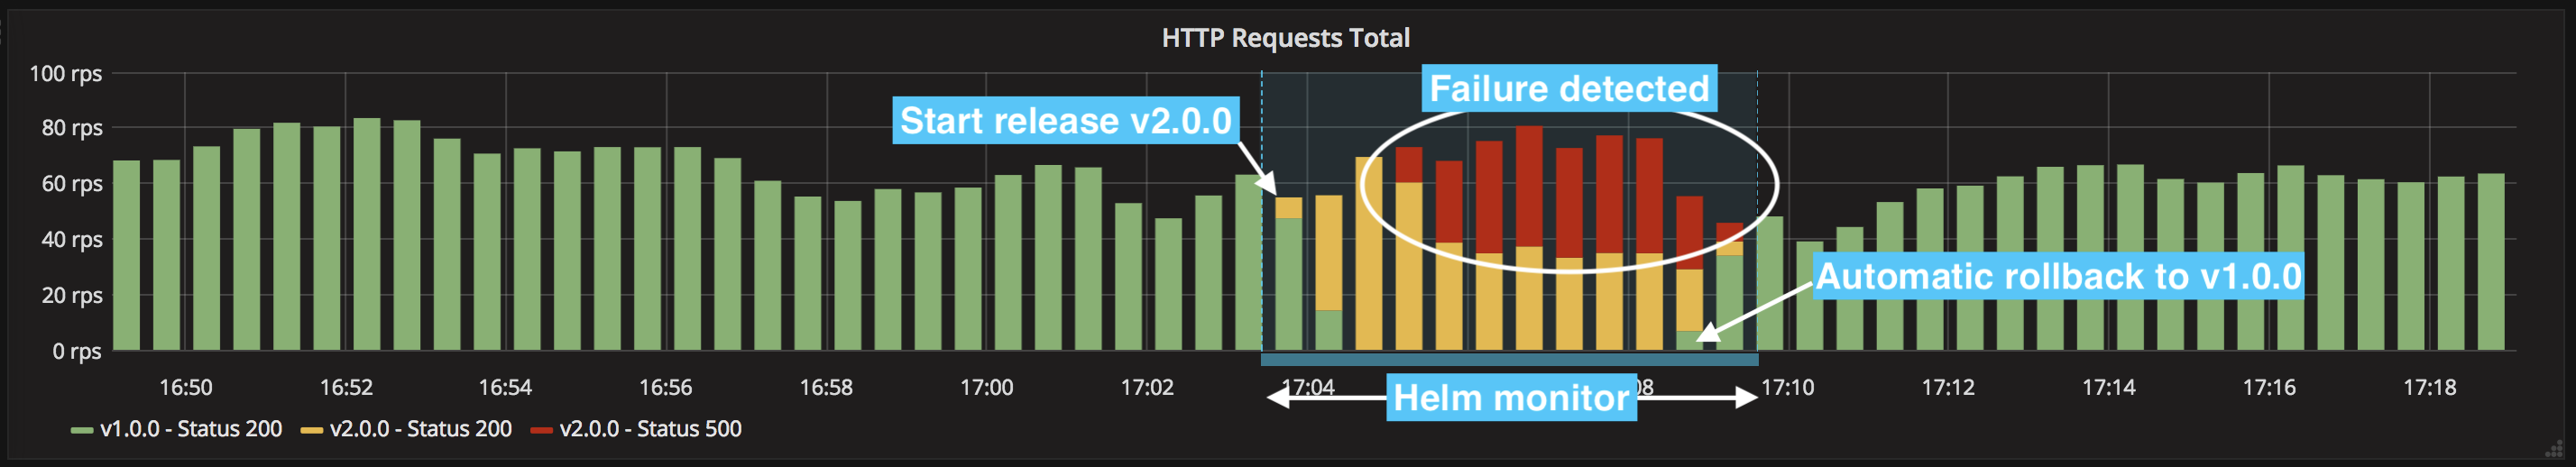 HTTP Requests Total
100 rps
80 rps
60 rps
40 rps
20 rps
0 rps
Start release v2.0.0
Failure detected
Automatic rollback to v1.0.0
16:50 16:52 16:54 16:56 16:58 17:00 17:02 17:04 08 17:10 17:12 17:14 17:16 17:18
Helm monitor
v1.0.0 - Status 200 v2.0.0 - Status 200 v2.0.0 - Status 500